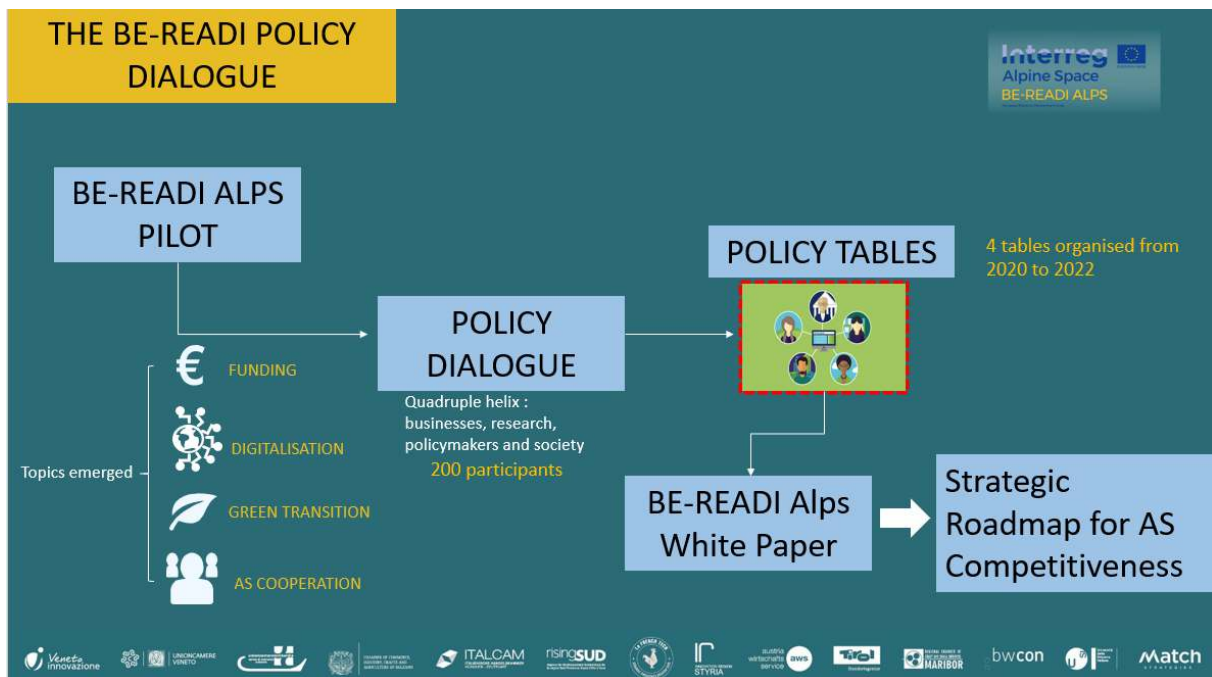 THE BE-READI POLICY
DIALOGUE
Interreg
Alpine Space
BE-READI ALPS
BE-READI ALPS
PILOT
POLICY TABLES
4 tables organised from
2020 to 2022
POLICY
DIALOGUE
Quadruple helix :
businesses, research,
policymakers and society
200 participants
Topics emerged
€ FUNDING
DIGITALISATION
GREEN TRANSITION
AS COOPERATION
BE-READI Alps
White Paper
Strategic
Roadmap for AS
Competitiveness
Veneto
Innovazione
UNIONCAMERE
VENETO
ITALCAM
risingSUD
STYRIA
austria
wirtschafts
service
aws
Tirol
MARIBOR
bwcon
Match